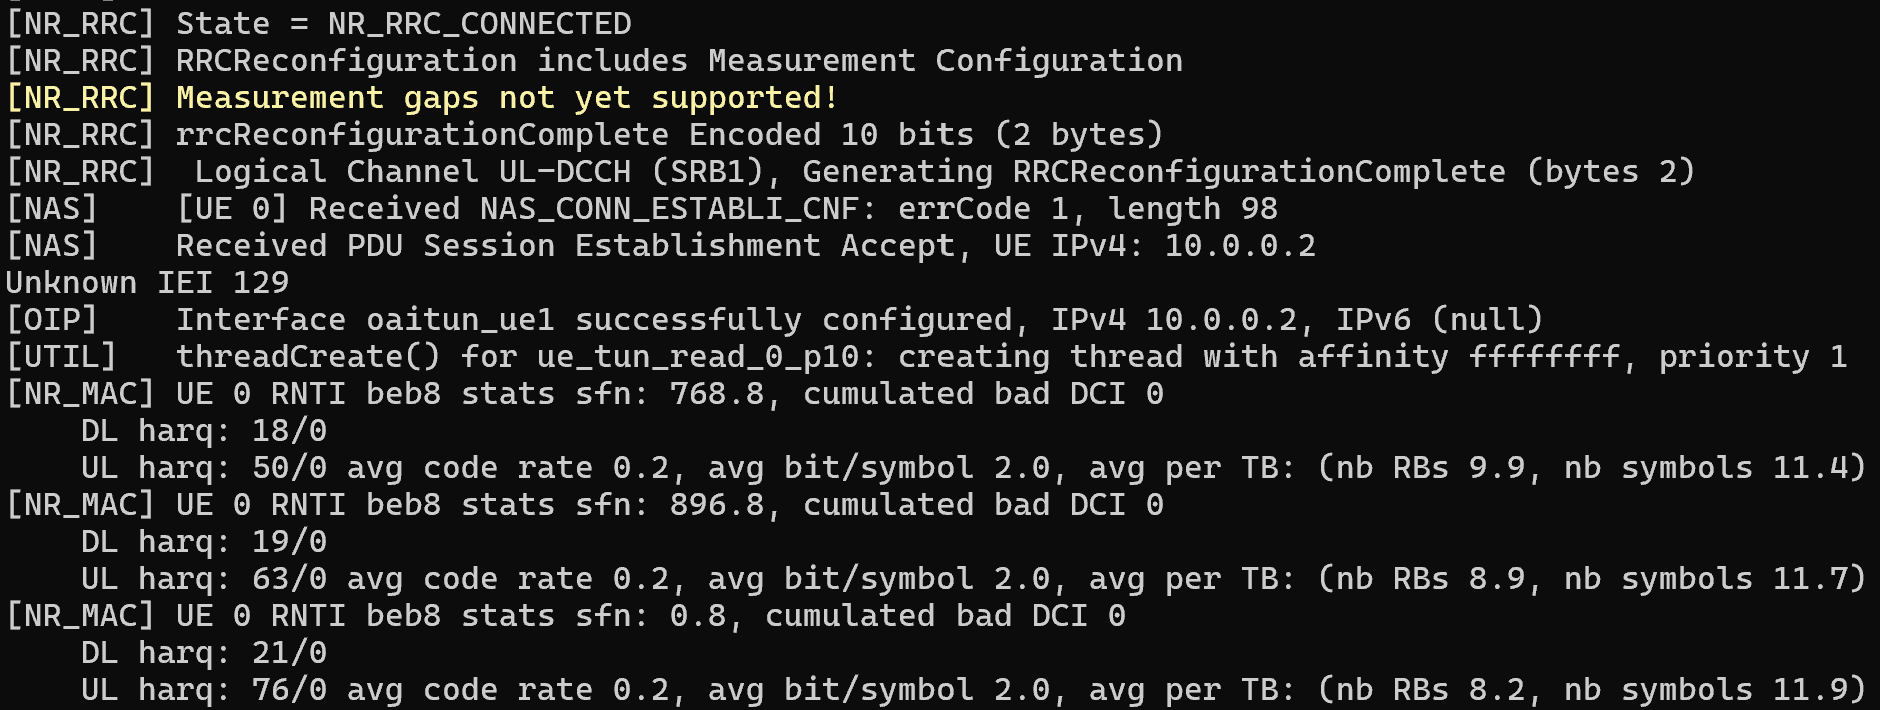 [NR_RRC] State = NR_RRC_CONNECTED
[NR_RRC] RRCReconfiguration includes Measurement Configuration
[NR_RRC] Measurement gaps not yet supported!
[NR_RRC] rrcReconfigurationComplete Encoded 10 bits (2 bytes)
[NR_RRC]  Logical Channel UL-DCCH (SRB1), Generating RRCReconfigurationComplete (bytes 2)
[NAS]    [UE 0] Received NAS_CONN_ESTABLI_CNF: errCode 1, length 98
[NAS]    Received PDU Session Establishment Accept, UE IPv4: 10.0.0.2
Unknown IEI 129
[OIP]    Interface oaitun_ue1 successfully configured, IPv4 10.0.0.2, IPv6 (null)
[UTIL]   threadCreate() for ue_tun_read_0_p10: creating thread with affinity ffffffff, priority 1
[NR_MAC] UE 0 RNTI beb8 stats sfn: 768.8, cumulated bad DCI 0
    DL harq: 18/0
    UL harq: 50/0 avg code rate 0.2, avg bit/symbol 2.0, avg per TB: (nb RBs 9.9, nb symbols 11.4)
[NR_MAC] UE 0 RNTI beb8 stats sfn: 896.8, cumulated bad DCI 0
    DL harq: 19/0
    UL harq: 63/0 avg code rate 0.2, avg bit/symbol 2.0, avg per TB: (nb RBs 8.9, nb symbols 11.7)
[NR_MAC] UE 0 RNTI beb8 stats sfn: 0.8, cumulated bad DCI 0
    DL harq: 21/0
    UL harq: 76/0 avg code rate 0.2, avg bit/symbol 2.0, avg per TB: (nb RBs 8.2, nb symbols 11.9)